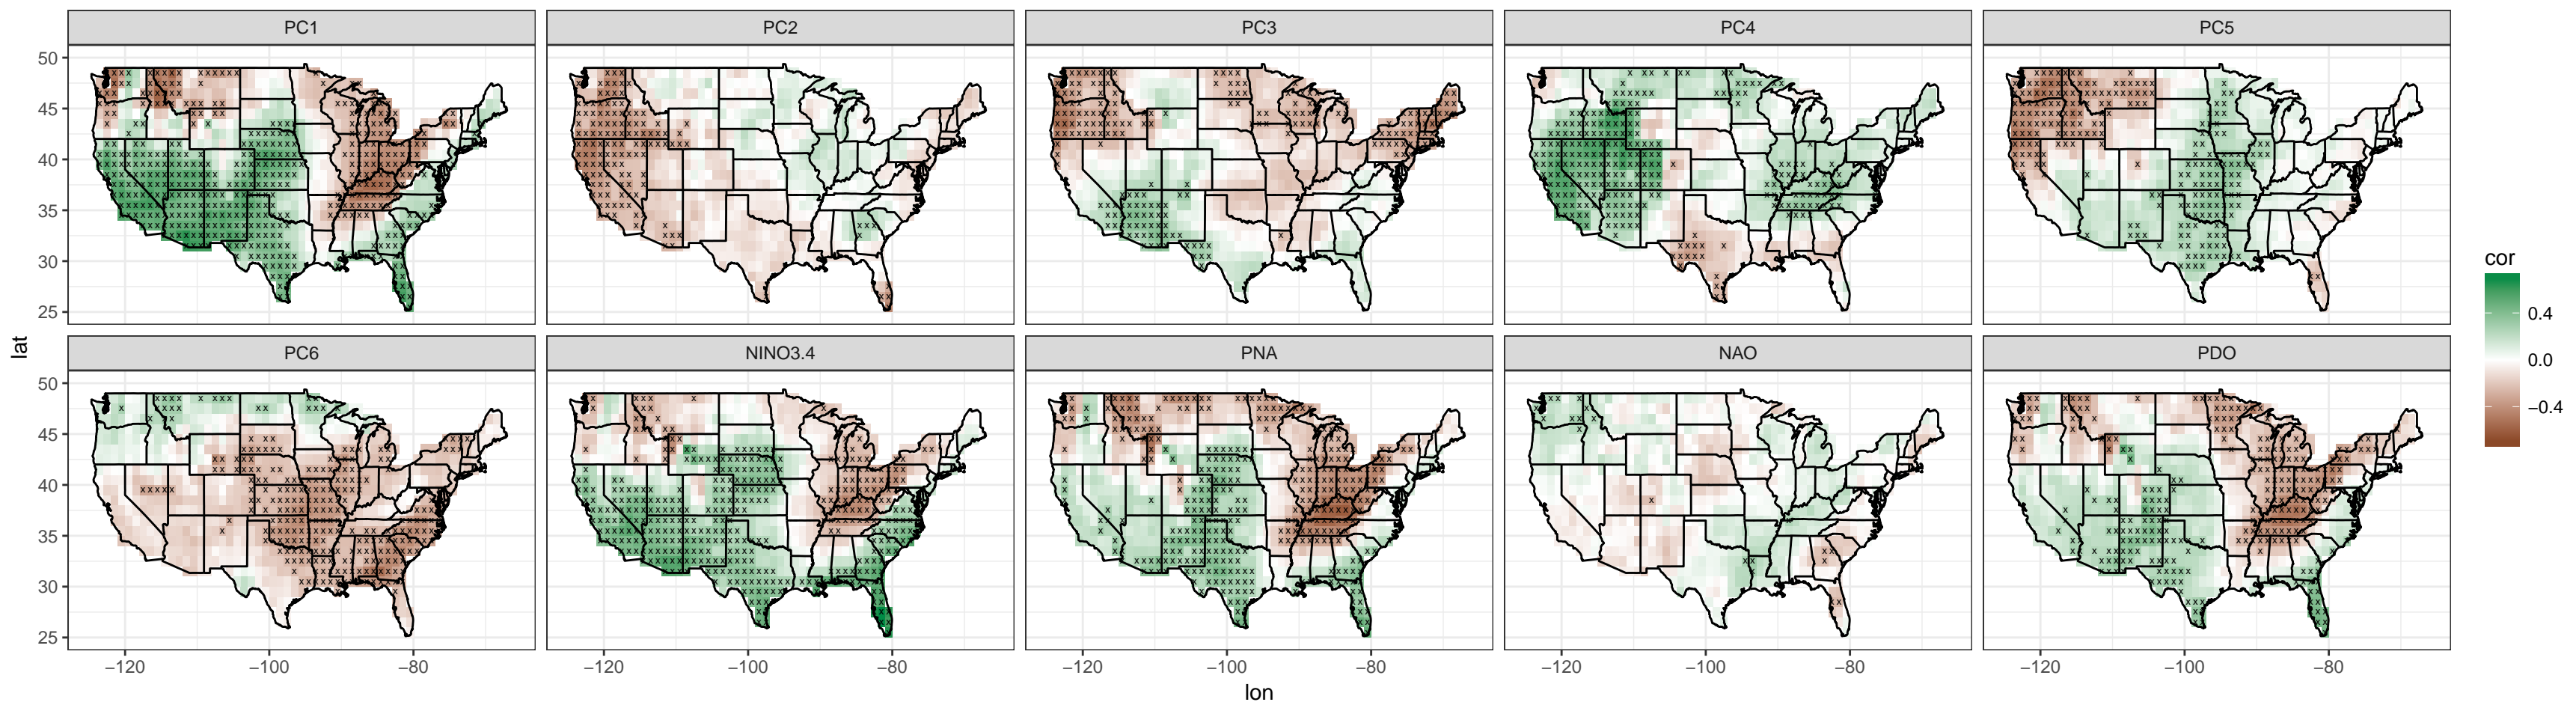 PC1 PC2 PC3 PC4 PC5
50
45
40
35
30
25
PC6 NINO3.4 PNA NAO PDO
50
45
40
35
30
25
−120 −100 −80 −120 −100 −80 −120 −100 −80 −120 −100 −80 −120 −100 −80
lon
lat
cor
0.4
0.0
−0.4